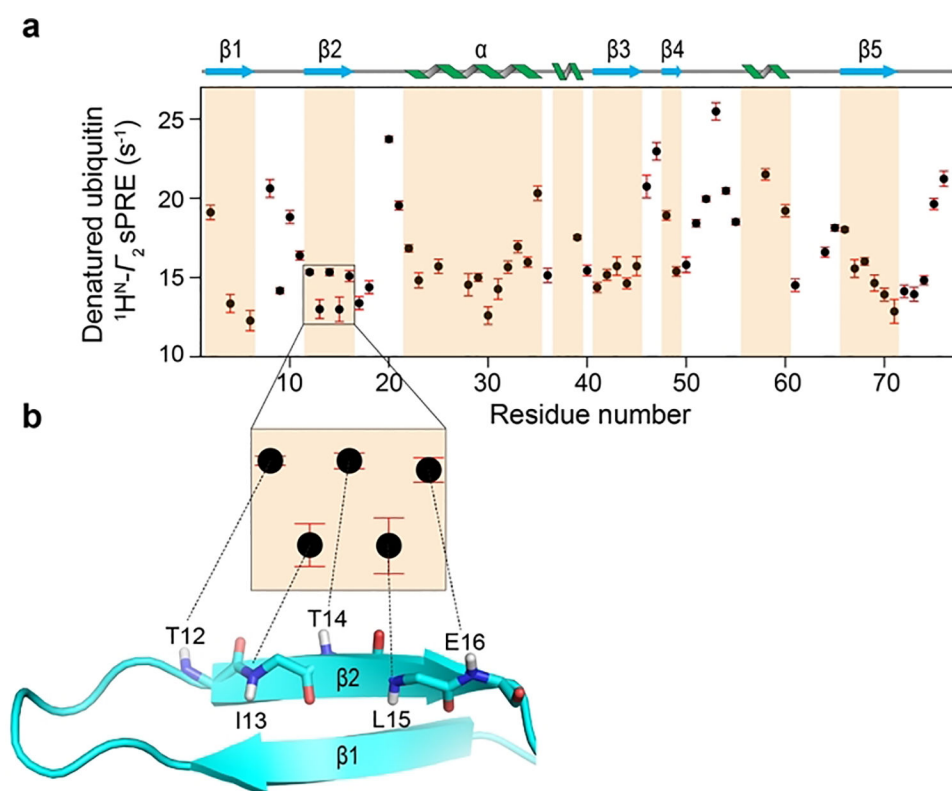 a
β1 β2 α β3 β4 β5
Denatured ubiquitin
¹Hᴺ-Γ₂ sPRE (s⁻¹)
25
20
15
10
10 20 30 40 50 60 70
Residue number
b
T12 T14 E16
β2
I13 L15
β1